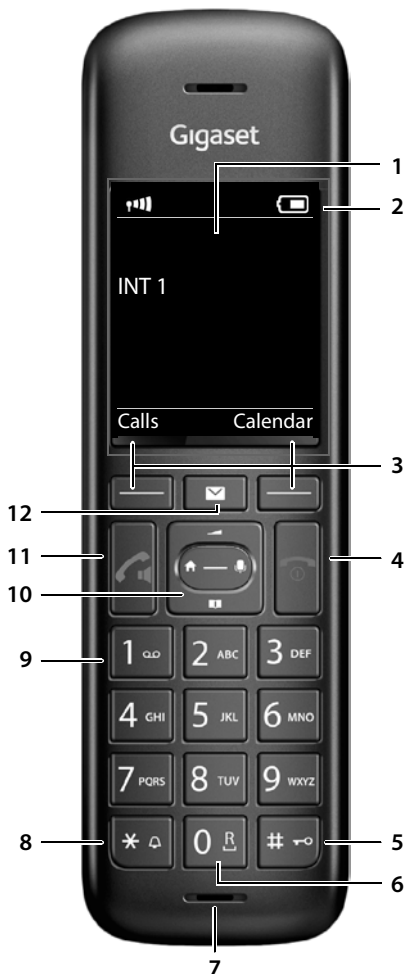 Gigaset
1
2
INT 1
Calls Calendar
3
12
11
4
10
9
1 2 ABC 3 DEF
4 GHI 5 JKL 6 MNO
7 PQRS 8 TUV 9 WXYZ
8
* 0 R #
5
6
7